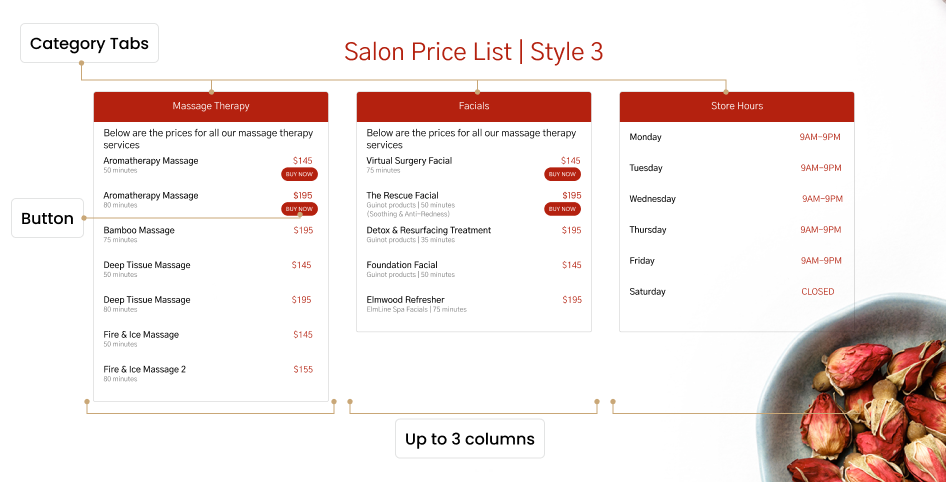 Category Tabs
Salon Price List | Style 3
Massage Therapy
Below are the prices for all our massage therapy
services
Aromatherapy Massage $145
50 minutes BUY NOW
Aromatherapy Massage $195
80 minutes BUY NOW
Bamboo Massage $195
75 minutes
Deep Tissue Massage $145
50 minutes
Deep Tissue Massage $195
80 minutes
Fire & Ice Massage $145
50 minutes
Fire & Ice Massage 2 $155
80 minutes
Facials
Below are the prices for all our massage therapy
services
Virtual Surgery Facial $145
75 minutes BUY NOW
The Rescue Facial $195
Guinot products | 50 minutes BUY NOW
(Soothing & Anti-Redness)
Detox & Resurfacing Treatment $195
Guinot products | 35 minutes
Foundation Facial $145
Guinot products | 50 minutes
Elmwood Refresher $195
ElmLine Spa Facials | 75 minutes
Store Hours
Monday 9AM-9PM
Tuesday 9AM-9PM
Wednesday 9AM-9PM
Thursday 9AM-9PM
Friday 9AM-9PM
Saturday CLOSED
Button
Up to 3 columns